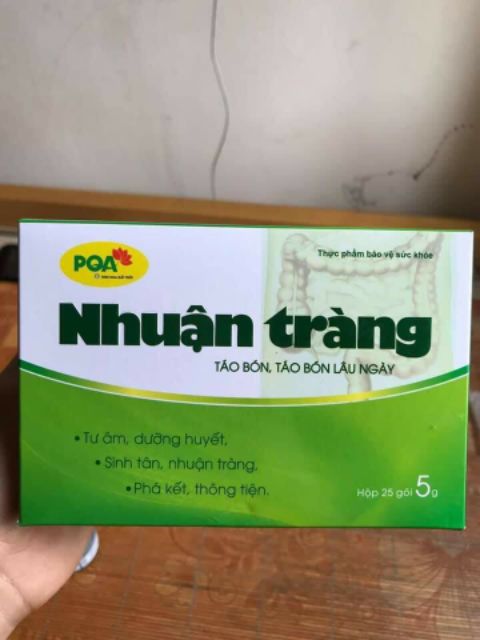 PQA
Thực phẩm bảo vệ sức khỏe
Nhuận tràng
TÁO BÓN, TÁO BÓN LÂU NGÀY
• Tư âm, dưỡng huyết,
• Sinh tân, nhuận tràng,
• Phá kết, thông tiện.
Hộp 25 gói 5g